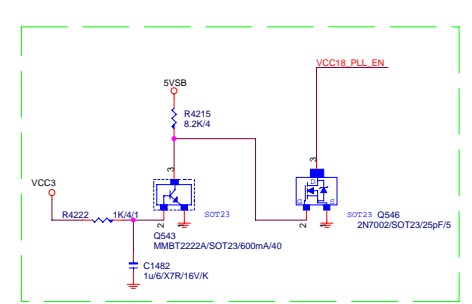 VCC18_PLL_EN
5VSB
R4215
8.2K/4
3
3
VCC3
D
R4222
1K/4/1
G
S
SOT23
SOT23
Q546
2
1
2
1
2N7002/SOT23/25pF/5
Q543
MMBT2222A/SOT23/600mA/40
C1482
1u/6/X7R/16V/K